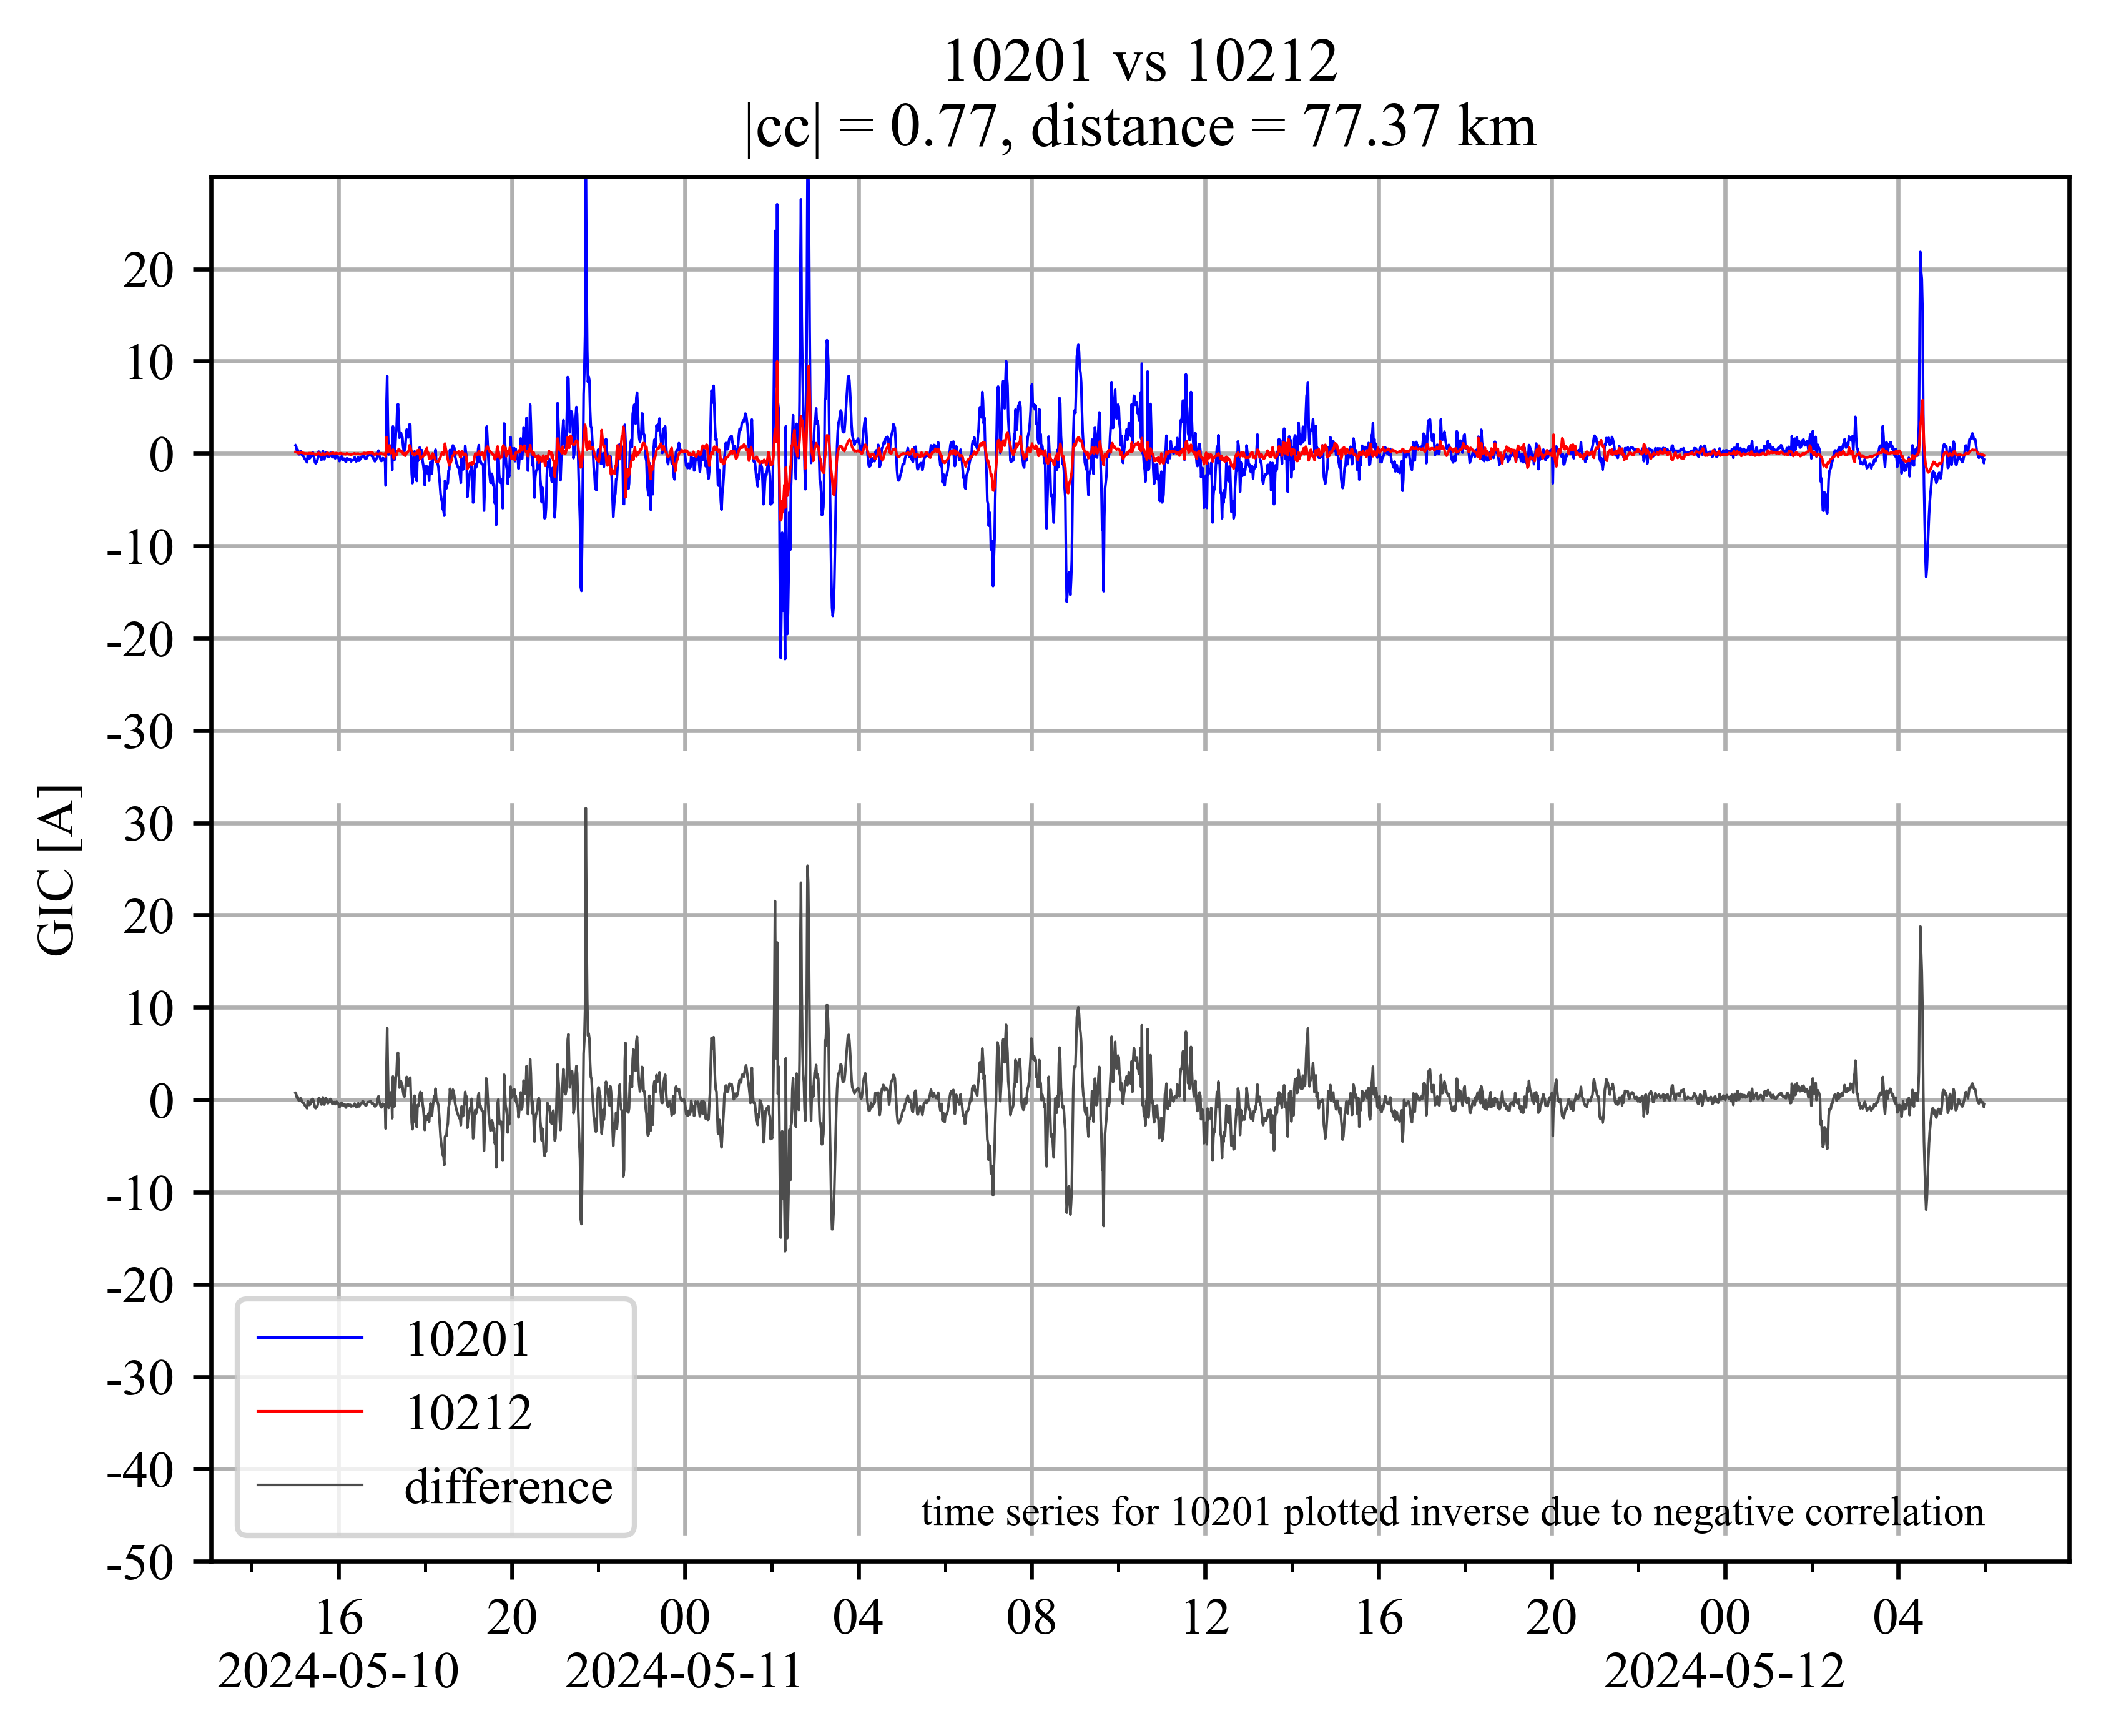 10201 vs 10212
|cc| = 0.77, distance = 77.37 km
20
10
0
-10
-20
-30
GIC [A]
30
20
10
0
-10
-20
-30
-40
-50
10201
10212
difference
time series for 10201 plotted inverse due to negative correlation
16 20 00 04 08 12 16 20 00 04
2024-05-10 2024-05-11 2024-05-12